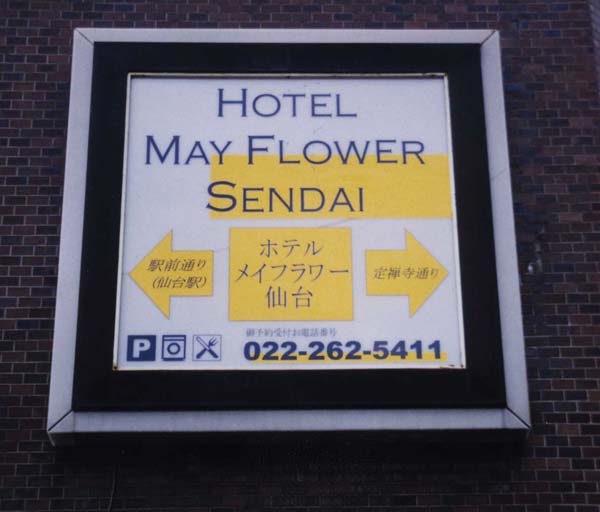 HOTEL
MAY FLOWER
SENDAI
駅前通り
(仙台駅)
ホテル
メイフラワー
仙台
定禅寺通り
御予約受付お電話番号
P
022-262-5411